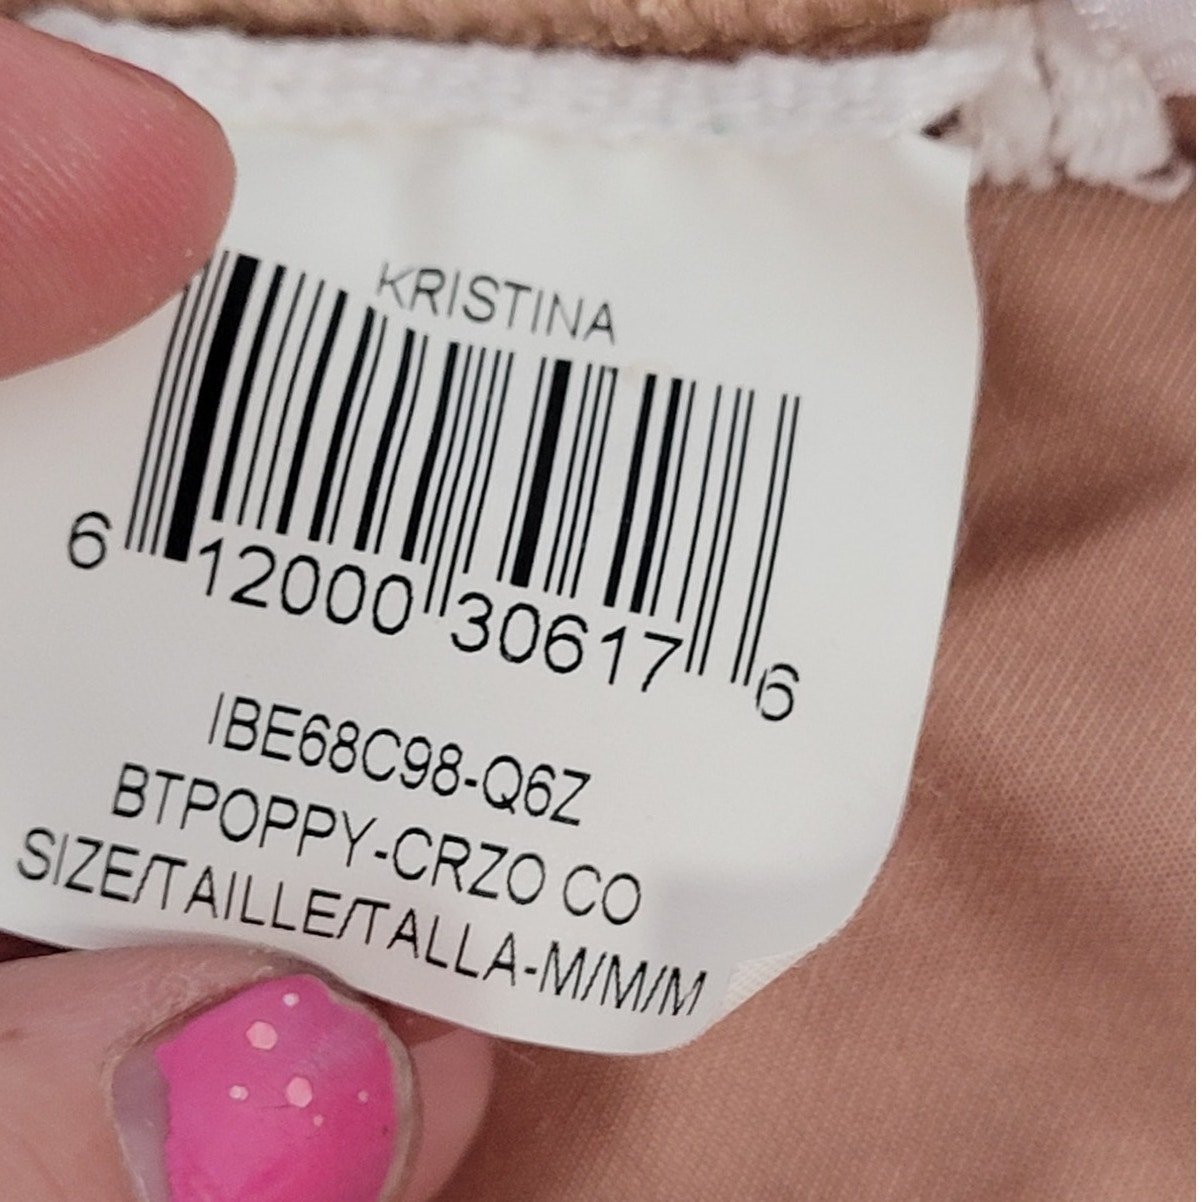 KRISTINA
6 12000 30617 6
IBE68C98-Q6Z
BTPOPPY-CRZO CO
SIZE/TAILLE/TALLA-M/M/M